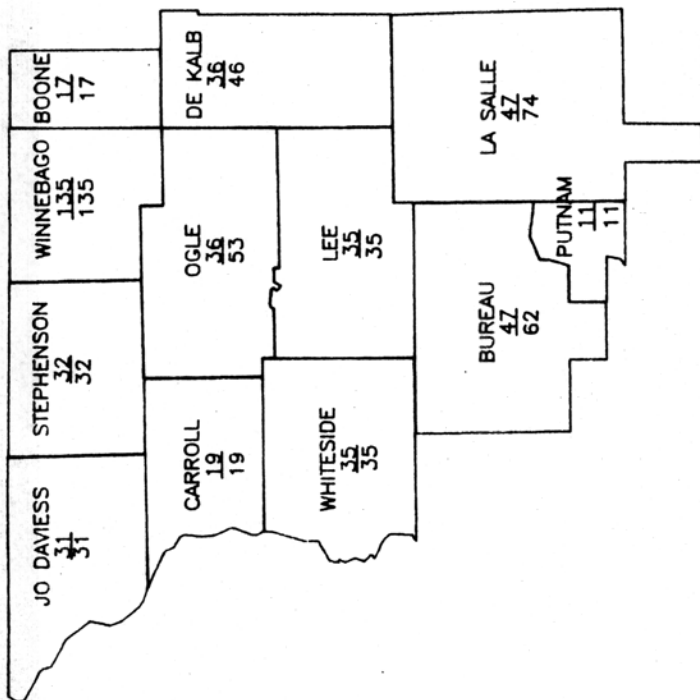 JO DAVIESS
31
31
STEPHENSON
32
32
WINNEBAGO
135
135
BOONE
17
17
CARROLL
19
19
OGLE
36
53
DE KALB
36
46
WHITESIDE
35
35
LEE
35
35
BUREAU
47
62
PUTNAM
11
11
LA SALLE
47
74